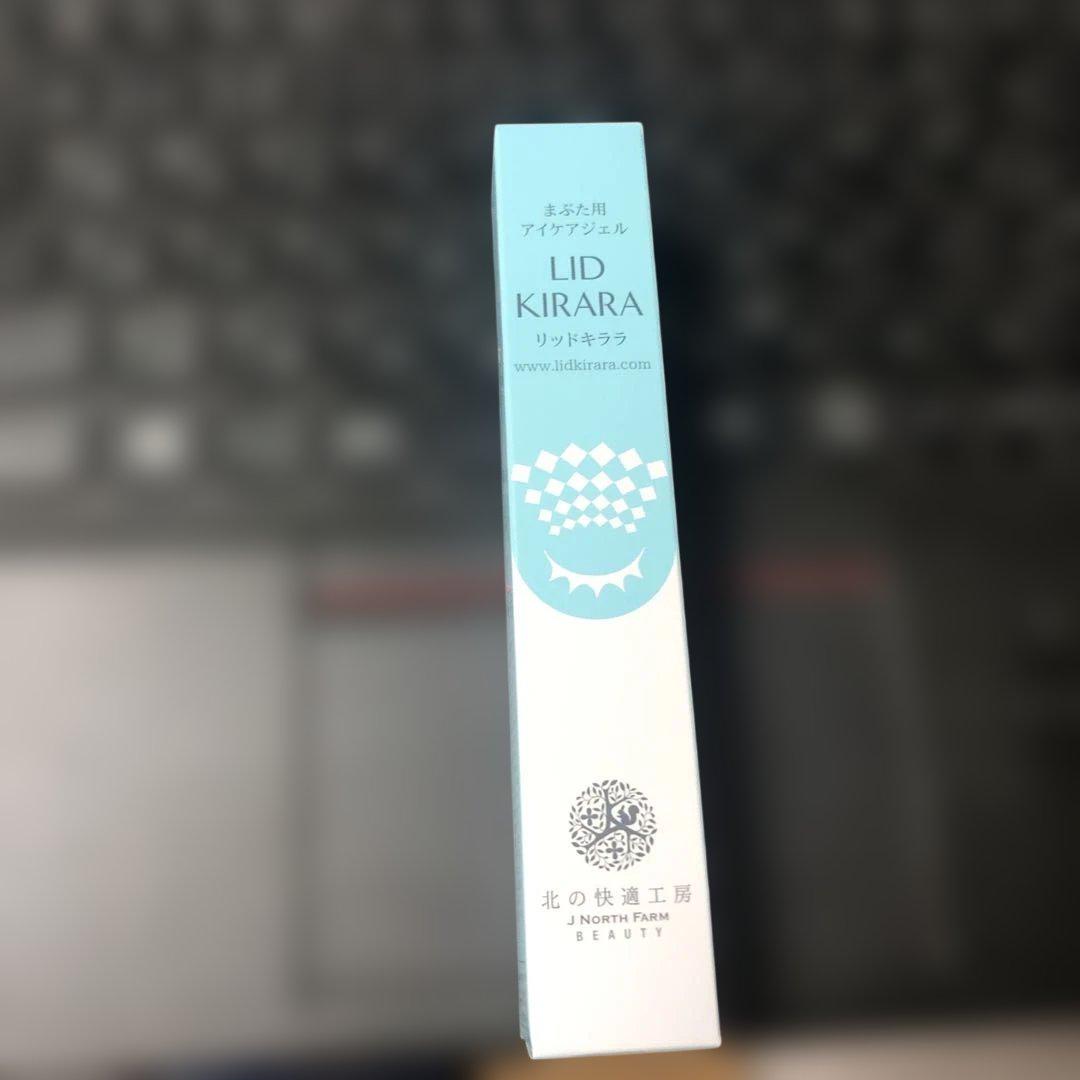 まぶた用
アイケアジェル
LID
KIRARA
リッドキララ
www.lidkirara.com
北の快適工房
J NORTH FARM
BEAUTY